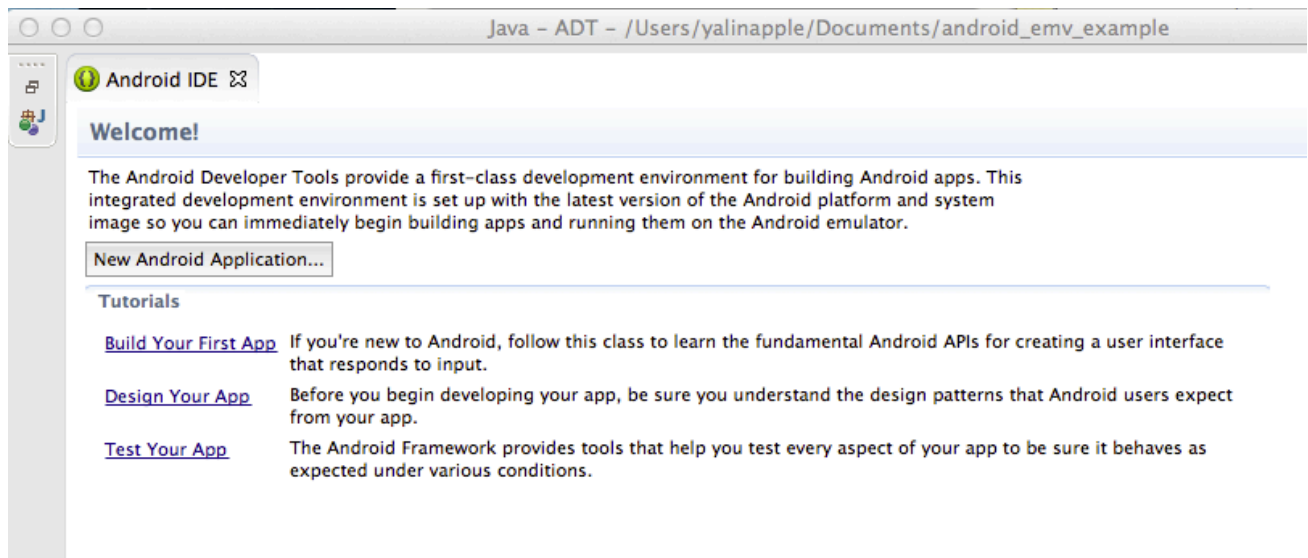 Java – ADT – /Users/yalinapple/Documents/android_emv_example
Android IDE
Welcome!
The Android Developer Tools provide a first-class development environment for building Android apps. This
integrated development environment is set up with the latest version of the Android platform and system
image so you can immediately begin building apps and running them on the Android emulator.
New Android Application...
Tutorials
Build Your First App If you're new to Android, follow this class to learn the fundamental Android APIs for creating a user interface
that responds to input.
Design Your App Before you begin developing your app, be sure you understand the design patterns that Android users expect
from your app.
Test Your App The Android Framework provides tools that help you test every aspect of your app to be sure it behaves as
expected under various conditions.